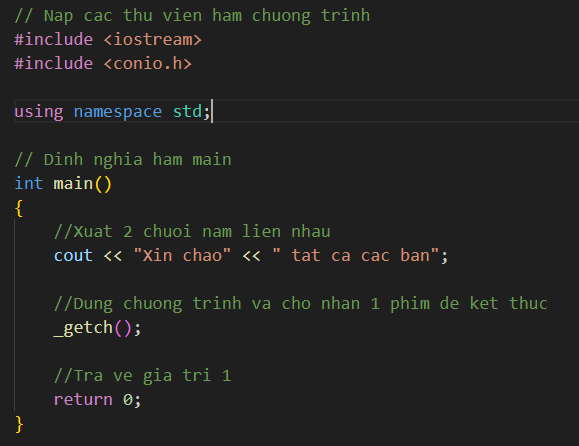 // Nap cac thu vien ham chuong trinh
#include <iostream>
#include <conio.h>
using namespace std;
// Dinh nghia ham main
int main()
{
//Xuat 2 chuoi nam lien nhau
cout << "Xin chao" << " tat ca cac ban";
//Dung chuong trinh va cho nhan 1 phim de ket thuc
_getch();
//Tra ve gia tri 1
return 0;
}